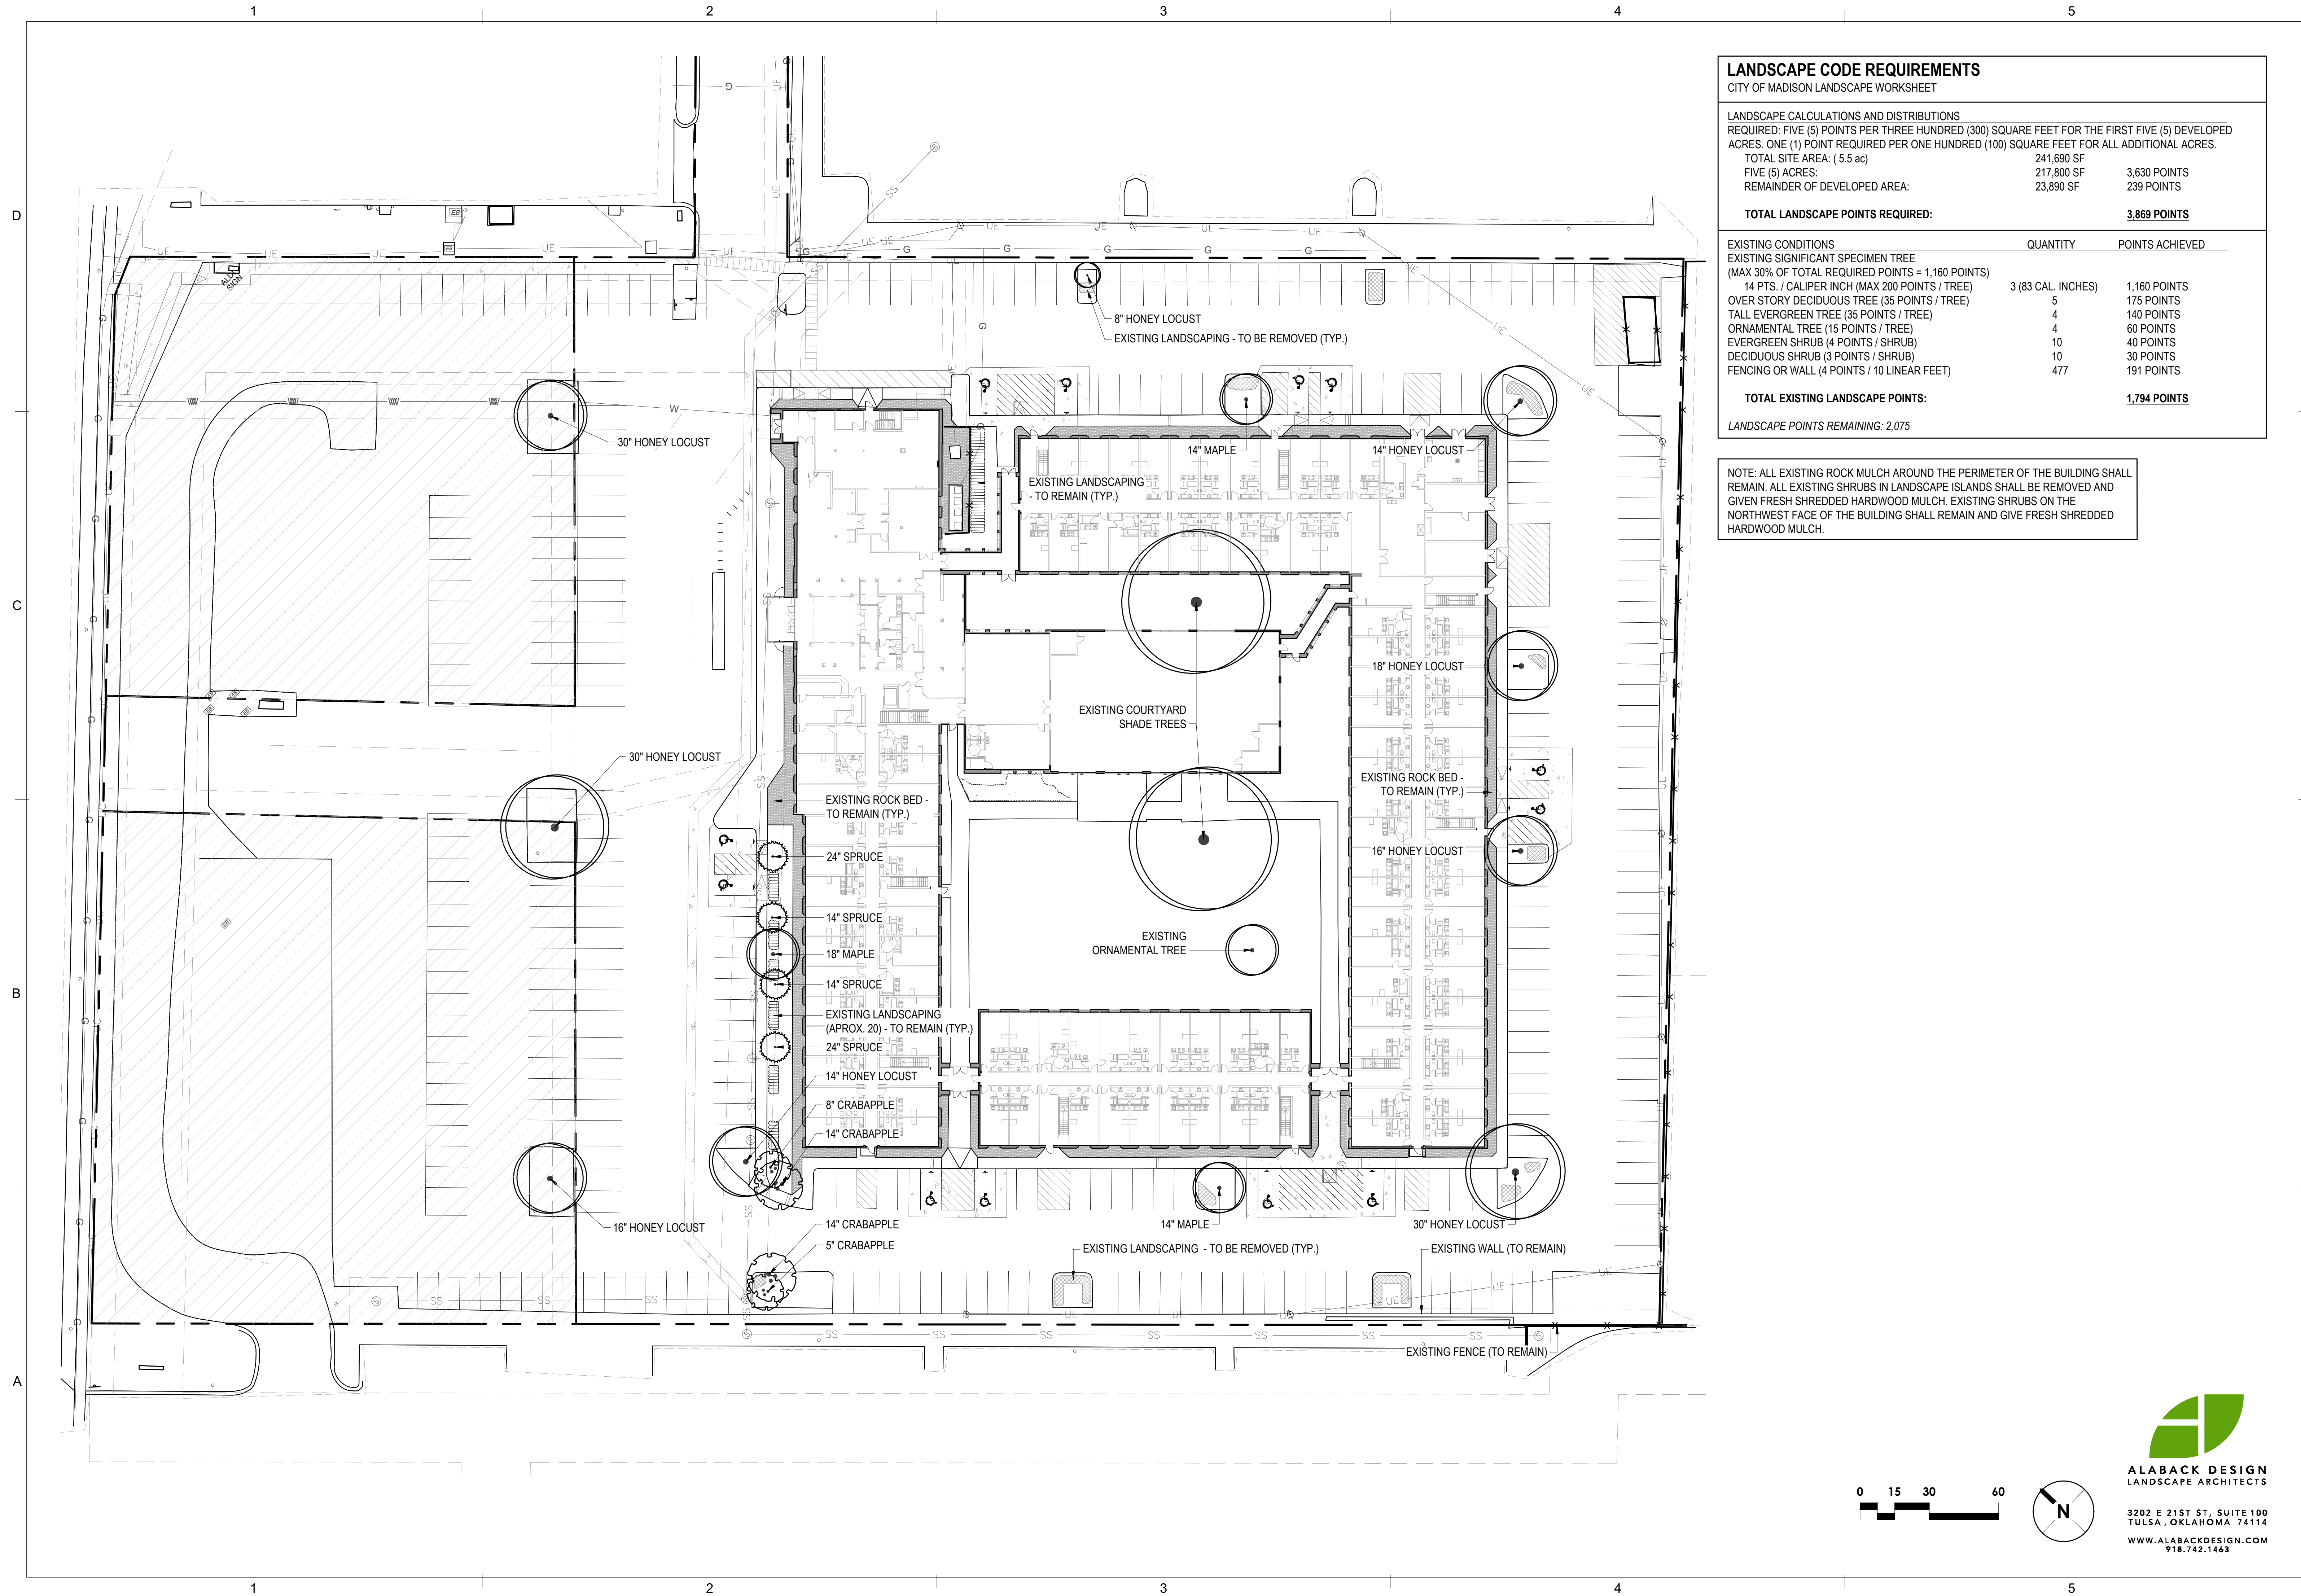 1 2 3 4 5
LANDSCAPE CODE REQUIREMENTS
CITY OF MADISON LANDSCAPE WORKSHEET
LANDSCAPE CALCULATIONS AND DISTRIBUTIONS
REQUIRED: FIVE (5) POINTS PER THREE HUNDRED (300) SQUARE FEET FOR THE FIRST FIVE (5) DEVELOPED
ACRES. ONE (1) POINT REQUIRED PER ONE HUNDRED (100) SQUARE FEET FOR ALL ADDITIONAL ACRES.
TOTAL SITE AREA: ( 5.5 ac) 241,690 SF
FIVE (5) ACRES: 217,800 SF 3,630 POINTS
REMAINDER OF DEVELOPED AREA: 23,890 SF 239 POINTS
TOTAL LANDSCAPE POINTS REQUIRED: 3,869 POINTS
EXISTING CONDITIONS QUANTITY POINTS ACHIEVED
EXISTING SIGNIFICANT SPECIMEN TREE
(MAX 30% OF TOTAL REQUIRED POINTS = 1,160 POINTS)
14 PTS. / CALIPER INCH (MAX 200 POINTS / TREE) 3 (83 CAL. INCHES) 1,160 POINTS
OVER STORY DECIDUOUS TREE (35 POINTS / TREE) 5 175 POINTS
TALL EVERGREEN TREE (35 POINTS / TREE) 4 140 POINTS
ORNAMENTAL TREE (15 POINTS / TREE) 4 60 POINTS
EVERGREEN SHRUB (4 POINTS / SHRUB) 10 40 POINTS
DECIDUOUS SHRUB (3 POINTS / SHRUB) 10 30 POINTS
FENCING OR WALL (4 POINTS / 10 LINEAR FEET) 477 191 POINTS
TOTAL EXISTING LANDSCAPE POINTS: 1,794 POINTS
LANDSCAPE POINTS REMAINING: 2,075
NOTE: ALL EXISTING ROCK MULCH AROUND THE PERIMETER OF THE BUILDING SHALL
REMAIN. ALL EXISTING SHRUBS IN LANDSCAPE ISLANDS SHALL BE REMOVED AND
GIVEN FRESH SHREDDED HARDWOOD MULCH. EXISTING SHRUBS ON THE
NORTHWEST FACE OF THE BUILDING SHALL REMAIN AND GIVE FRESH SHREDDED
HARDWOOD MULCH.
D
ALDI
SIGN
8" HONEY LOCUST
EXISTING LANDSCAPING - TO BE REMOVED (TYP.)
30" HONEY LOCUST
14" MAPLE
14" HONEY LOCUST
EXISTING LANDSCAPING
- TO REMAIN (TYP.)
C
18" HONEY LOCUST
EXISTING COURTYARD
SHADE TREES
30" HONEY LOCUST
EXISTING ROCK BED -
TO REMAIN (TYP.)
EXISTING ROCK BED -
TO REMAIN (TYP.)
24" SPRUCE
16" HONEY LOCUST
14" SPRUCE
EXISTING
ORNAMENTAL TREE
18" MAPLE
14" SPRUCE
B
EXISTING LANDSCAPING
(APROX. 20) - TO REMAIN (TYP.)
24" SPRUCE
14" HONEY LOCUST
8" CRABAPPLE
14" CRABAPPLE
16" HONEY LOCUST
14" CRABAPPLE
14" MAPLE
30" HONEY LOCUST
5" CRABAPPLE
EXISTING LANDSCAPING - TO BE REMOVED (TYP.)
EXISTING WALL (TO REMAIN)
EXISTING FENCE (TO REMAIN)
A
0 15 30 60
N
ALABACK DESIGN
LANDSCAPE ARCHITECTS
3202 E 21ST ST, SUITE 100
TULSA, OKLAHOMA 74114
WWW.ALABACKDESIGN.COM
918.742.1463
1 2 3 4 5